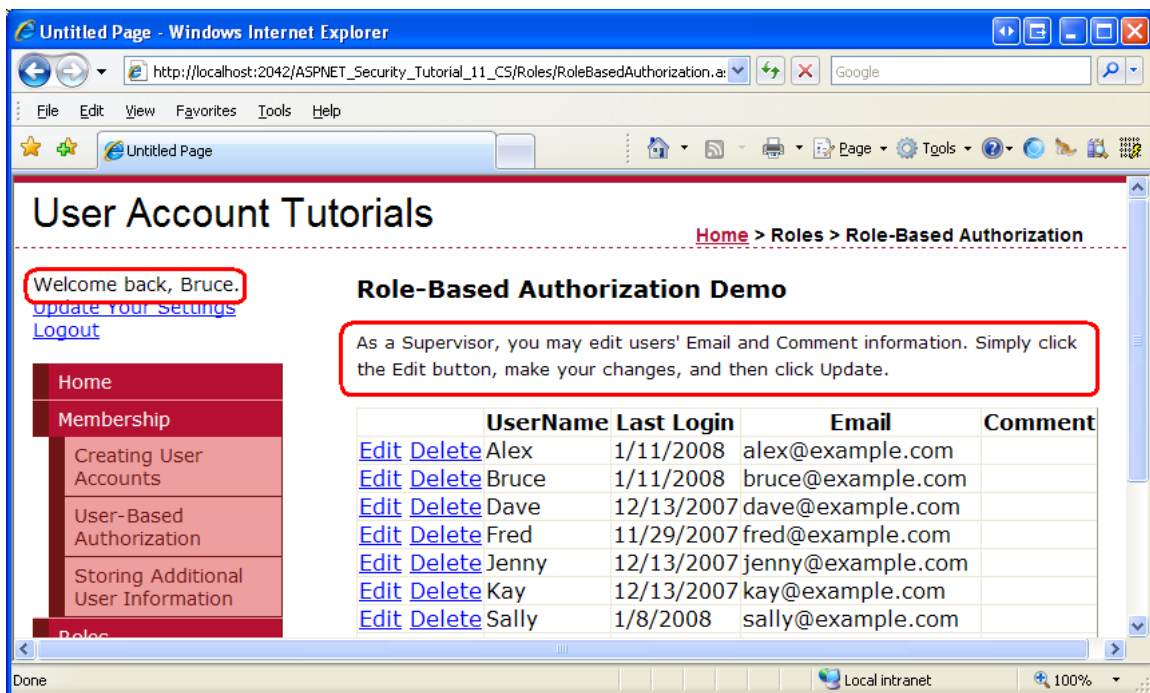 Untitled Page - Windows Internet Explorer
http://localhost:2042/ASPNET_Security_Tutorial_11_CS/Roles/RoleBasedAuthorization.a
Google
File Edit View Favorites Tools Help
Untitled Page
Page Tools
User Account Tutorials
Home > Roles > Role-Based Authorization
Welcome back, Bruce.
Update Your Settings
Logout
Home
Membership
Creating User
Accounts
User-Based
Authorization
Storing Additional
User Information
Roles
Role-Based Authorization Demo
As a Supervisor, you may edit users' Email and Comment information. Simply click
the Edit button, make your changes, and then click Update.
UserName Last Login Email Comment
Edit Delete Alex 1/11/2008 alex@example.com
Edit Delete Bruce 1/11/2008 bruce@example.com
Edit Delete Dave 12/13/2007 dave@example.com
Edit Delete Fred 11/29/2007 fred@example.com
Edit Delete Jenny 12/13/2007 jenny@example.com
Edit Delete Kay 12/13/2007 kay@example.com
Edit Delete Sally 1/8/2008 sally@example.com
Done
Local intranet
100%